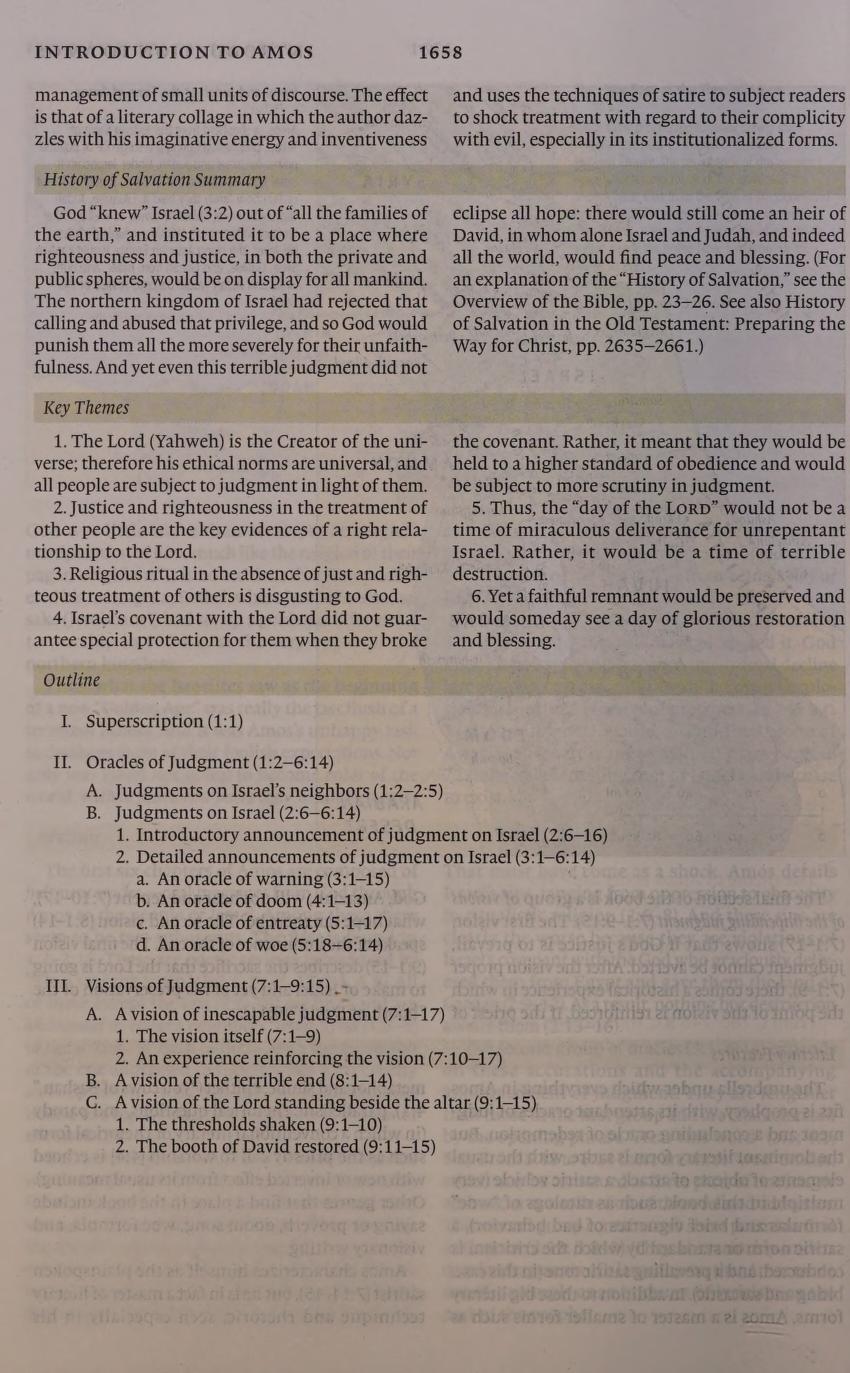 INTRODUCTION TO AMOS 1658
management of small units of discourse. The effect
is that of a literary collage in which the author daz-
zles with his imaginative energy and inventiveness
and uses the techniques of satire to subject readers
to shock treatment with regard to their complicity
with evil, especially in its institutionalized forms.
History of Salvation Summary
God “knew” Israel (3:2) out of “all the families of
the earth,” and instituted it to be a place where
righteousness and justice, in both the private and
public spheres, would be on display for all mankind.
The northern kingdom of Israel had rejected that
calling and abused that privilege, and so God would
punish them all the more severely for their unfaith-
fulness. And yet even this terrible judgment did not
eclipse all hope: there would still come an heir of
David, in whom alone Israel and Judah, and indeed
all the world, would find peace and blessing. (For
an explanation of the “History of Salvation,” see the
Overview of the Bible, pp. 23–26. See also History
of Salvation in the Old Testament: Preparing the
Way for Christ, pp. 2635–2661.)
Key Themes
1. The Lord (Yahweh) is the Creator of the uni-
verse; therefore his ethical norms are universal, and
all people are subject to judgment in light of them.
2. Justice and righteousness in the treatment of
other people are the key evidences of a right rela-
tionship to the Lord.
3. Religious ritual in the absence of just and righ-
teous treatment of others is disgusting to God.
4. Israel’s covenant with the Lord did not guar-
antee special protection for them when they broke
the covenant. Rather, it meant that they would be
held to a higher standard of obedience and would
be subject to more scrutiny in judgment.
5. Thus, the “day of the LORD” would not be a
time of miraculous deliverance for unrepentant
Israel. Rather, it would be a time of terrible
destruction.
6. Yet a faithful remnant would be preserved and
would someday see a day of glorious restoration
and blessing.
Outline
I. Superscription (1:1)
II. Oracles of Judgment (1:2–6:14)
A. Judgments on Israel’s neighbors (1:2–2:5)
B. Judgments on Israel (2:6–6:14)
1. Introductory announcement of judgment on Israel (2:6–16)
2. Detailed announcements of judgment on Israel (3:1–6:14)
a. An oracle of warning (3:1–15)
b. An oracle of doom (4:1–13)
c. An oracle of entreaty (5:1–17)
d. An oracle of woe (5:18–6:14)
III. Visions of Judgment (7:1–9:15)
A. A vision of inescapable judgment (7:1–17)
1. The vision itself (7:1–9)
2. An experience reinforcing the vision (7:10–17)
B. A vision of the terrible end (8:1–14)
C. A vision of the Lord standing beside the altar (9:1–15)
1. The thresholds shaken (9:1–10)
2. The booth of David restored (9:11–15)